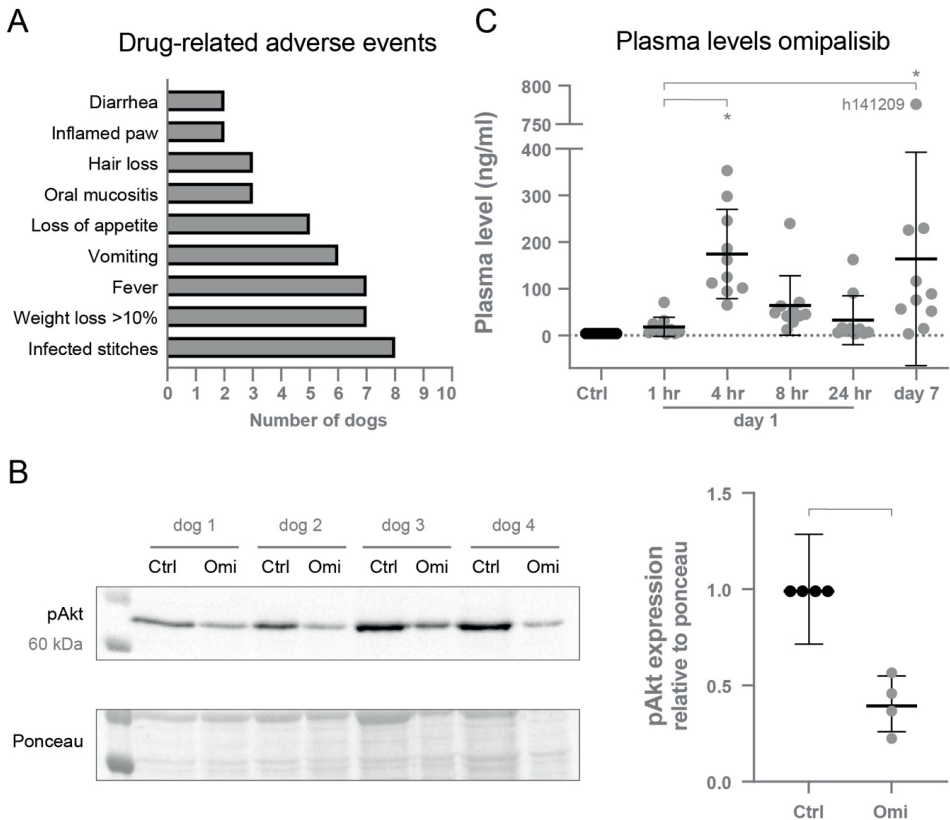 A
Drug-related adverse events
Diarrhea
Inflamed paw
Hair loss
Oral mucositis
Loss of appetite
Vomiting
Fever
Weight loss >10%
Infected stitches
0 1 2 3 4 5 6 7 8 9 10
Number of dogs
C
Plasma levels omipalisib
Plasma level (ng/ml)
800
750
400
300
200
100
0
*
*
h141209
Ctrl 1 hr 4 hr 8 hr 24 hr day 7
day 1
B
dog 1 dog 2 dog 3 dog 4
Ctrl Omi Ctrl Omi Ctrl Omi Ctrl Omi
pAkt
60 kDa
Ponceau
pAkt expression
relative to ponceau
1.5
1.0
0.5
0.0
Ctrl Omi